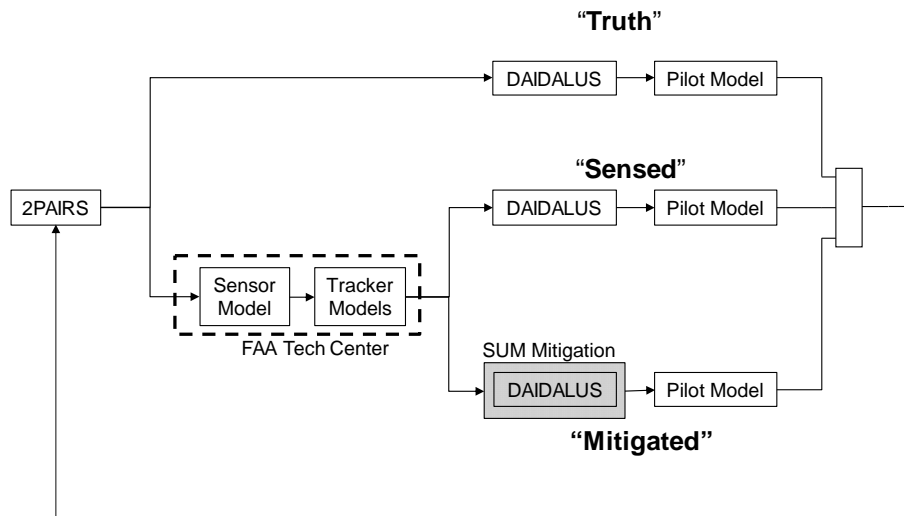 “Truth”
DAIDALUS
Pilot Model
“Sensed”
2PAIRS
DAIDALUS
Pilot Model
Sensor
Model
Tracker
Models
FAA Tech Center
SUM Mitigation
DAIDALUS
Pilot Model
“Mitigated”